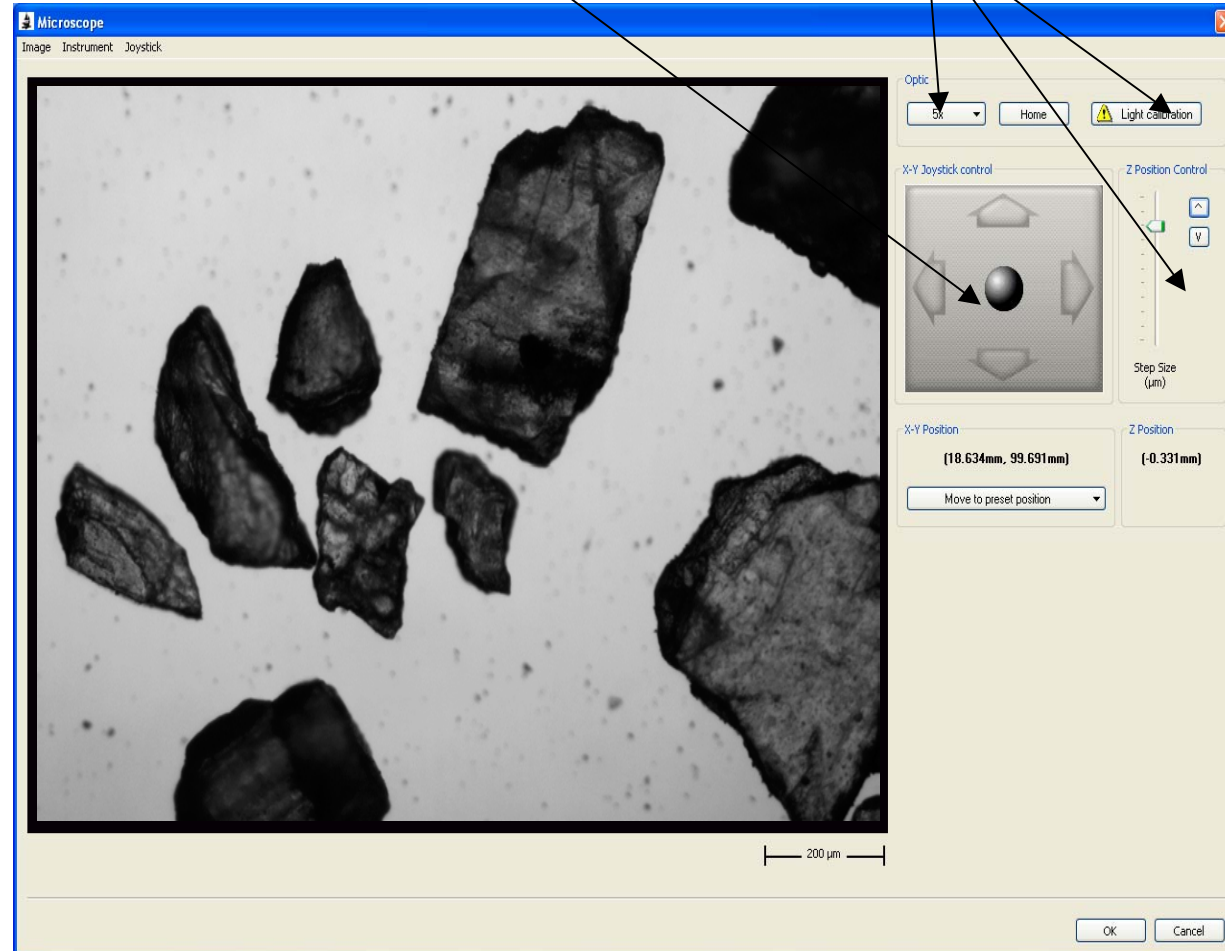 Microscope
Image Instrument Joystick
Optic
5x
Home
Light calibration
X-Y Joystick control
Z Position Control
^
V
Step Size
(µm)
X-Y Position
Z Position
(18.634mm, 99.691mm)
(-0.331mm)
Move to preset position
200 µm
OK
Cancel